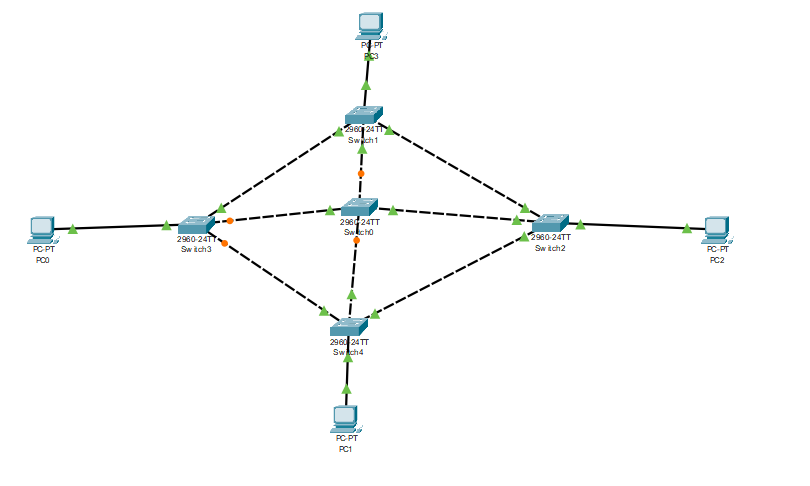 PC-PT
PC3
2960-24TT
Switch1
2960-24TT
Switch0
2960-24TT
Switch3
2960-24TT
Switch2
PC-PT
PC0
PC-PT
PC2
2960-24TT
Switch4
PC-PT
PC1